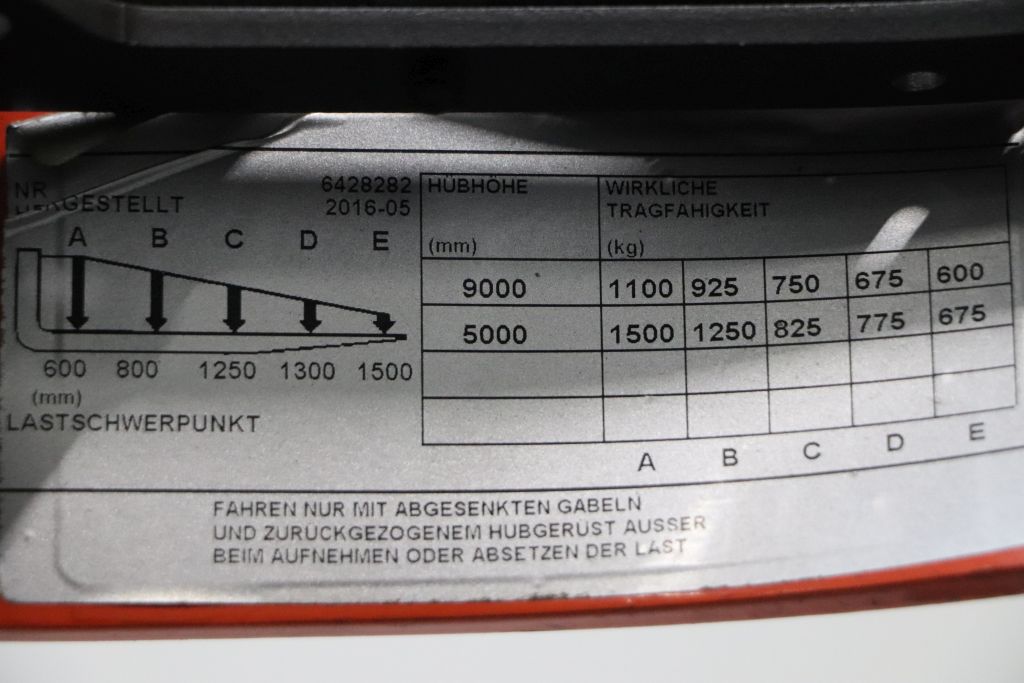 NR 6428282
HERGESTELLT 2016-05
A B C D E
600 800 1250 1300 1500
(mm)
LASTSCHWERPUNKT
HÜBHÖHE
(mm)
WIRKLICHE
TRAGFAHIGKEIT
(kg)
9000 1100 925 750 675 600
5000 1500 1250 825 775 675
A B C D E
FAHREN NUR MIT ABGESENKTEN GABELN
UND ZURÜCKGEZOGENEM HUBGERÜST AUSSER
BEIM AUFNEHMEN ODER ABSETZEN DER LAST